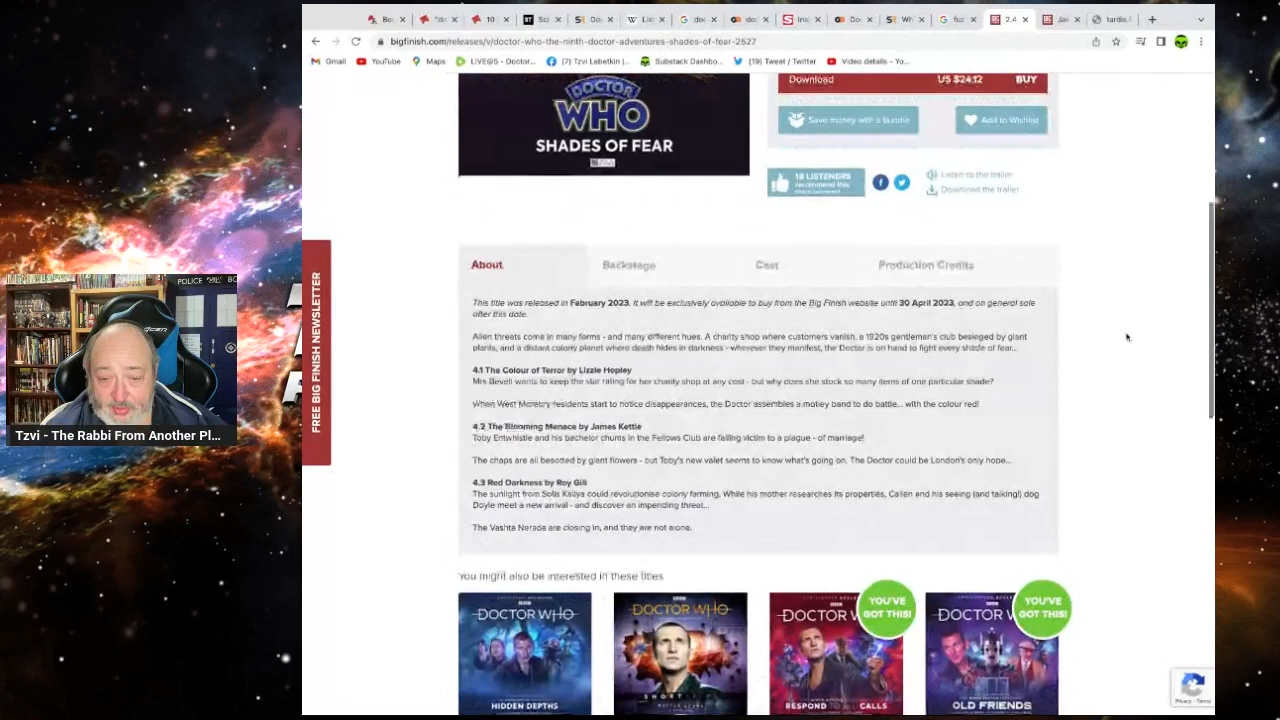 bigfinish.com/releases/v/doctor-who-the-ninth-doctor-adventures-shades-of-fear-2527
Gmail YouTube Maps LIVE@5 - Doctor... (7) Tzvi Lebetkin |... Substack Dashbo... (19) Tweet / Twitter Video details - Yo...
Download US $24.12 BUY
Save money with a bundle Add to Wishlist
DOCTOR
WHO
SHADES OF FEAR
18 LISTENERS
recommend this
Listen to the trailer
Download the trailer
POLICE BO
FREE BIG FINISH NEWSLETTER
About Backstage Cast Production Credits
This title was released in February 2023. It will be exclusively available to buy from the Big Finish website until 30 April 2023, and on general sale
after this date.
Alien threats come in many forms - and many different hues. A charity shop where customers vanish, a 1920s gentleman's club besieged by giant
plants, and a distant colony planet where death hides in darkness - wherever they manifest, the Doctor is on hand to fight every shade of fear...
4.1 The Colour of Terror by Lizzie Hopley
Mrs Bevell wants to keep the star rating for her charity shop at any cost - but why does she stock so many items of one particular shade?
When West residents start to notice disappearances, the Doctor assembles a motley band to do battle... with the colour red!
4.2 The Blooming Menace by James Kettle
Toby Entwhistle and his bachelor chums in the Fellows Club are falling victim to a plague - of marriage!
The chaps are all besotted by giant flowers - but Toby's new valet seems to know what's going on. The Doctor could be London's only hope...
4.3 Red Darkness by Roy Gill
The sunlight from Solis Kaliya could revolutionise colony farming. While his mother researches its properties, Callen and his seeing (and talking!) dog
Doyle meet a new arrival - and discover an impending threat...
The Vashta Nerada are closing in, and they are not alone.
Tzvi - The Rabbi From Another Pl...
You might also be interested in these titles
DOCTOR WHO DOCTOR WHO DOCTOR W DOCTOR
YOU'VE
GOT THIS!
YOU'VE
GOT THIS!
HIDDEN DEPTHS RESPOND TO ALL CALLS OLD FRIENDS
Privacy - Terms